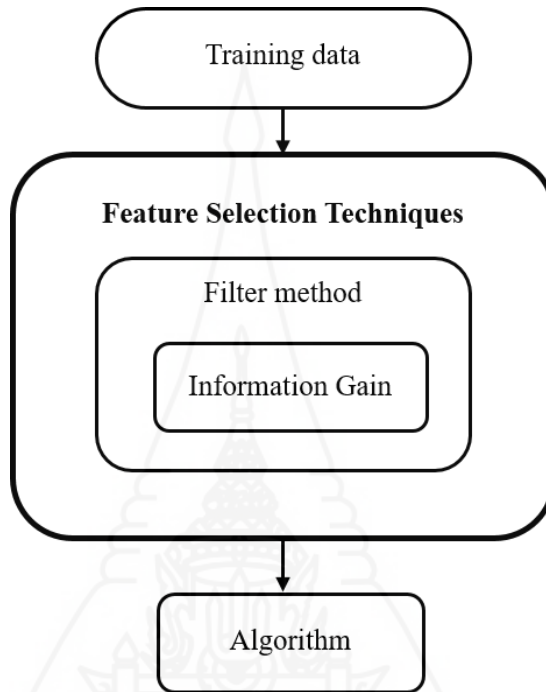 Training data
Feature Selection Techniques
Filter method
Information Gain
Algorithm